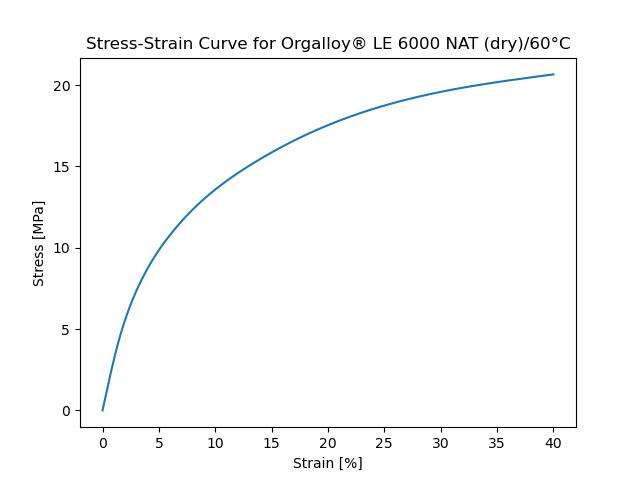 Stress-Strain Curve for Orgalloy® LE 6000 NAT (dry)/60°C
Stress [MPa]
20
15
10
5
0
0 5 10 15 20 25 30 35 40
Strain [%]